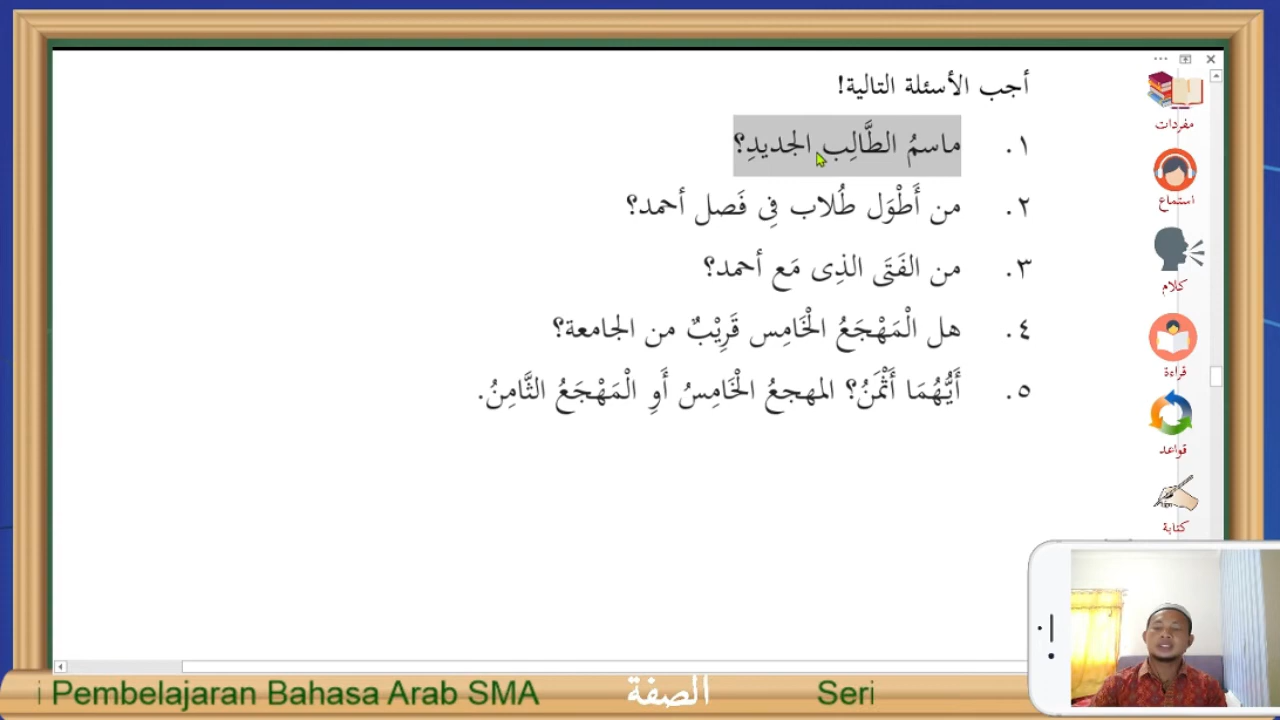 أجب الأسئلة التالية!
١. ماسمُ الطَّالِب الجديدِ؟
٢. من أَطْوَل طُلاب فِى فَصل أحمد؟
٣. من الفَتَى الذِى مَع أحمد؟
٤. هل الْمَهْجَعُ الْخَامِس قَرِيْبٌ من الجامعة؟
٥. أَيُّهُمَا أَثْمَنُ؟ المهجعُ الْخَامِسُ أَوِ الْمَهْجَعُ الثَّامِنُ.
مفردات
استماع
كلام
قراءة
قواعد
كتابة
i Pembelajaran Bahasa Arab SMA الصفة Seri